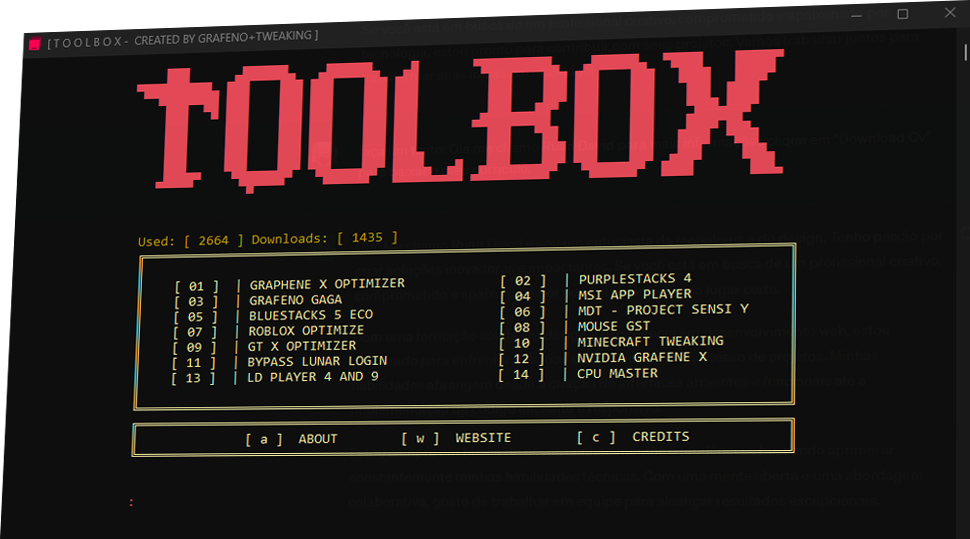 [ T O O L B O X - CREATED BY GRAFENO+TWEAKING ]
TOOLBOX
Used: [ 2664 ] Downloads: [ 1435 ]
[ 01 ] | GRAPHENE X OPTIMIZER [ 02 ] | PURPLESTACKS 4
[ 03 ] | GRAFENO GAGA [ 04 ] | MSI APP PLAYER
[ 05 ] | BLUESTACKS 5 ECO [ 06 ] | MDT - PROJECT SENSI Y
[ 07 ] | ROBLOX OPTIMIZE [ 08 ] | MOUSE GST
[ 09 ] | GT X OPTIMIZER [ 10 ] | MINECRAFT TWEAKING
[ 11 ] | BYPASS LUNAR LOGIN [ 12 ] | NVIDIA GRAFENE X
[ 13 ] | LD PLAYER 4 AND 9 [ 14 ] | CPU MASTER
[ a ] ABOUT [ w ] WEBSITE [ c ] CREDITS
: